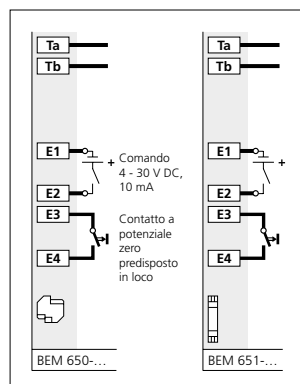 Ta
Tb
E1
+
Comando
4 - 30 V DC,
10 mA
E2
E3
Contatto a
potenziale
zero
predisposto
in loco
E4
BEM 650-...
Ta
Tb
E1
+
E2
E3
E4
BEM 651-...